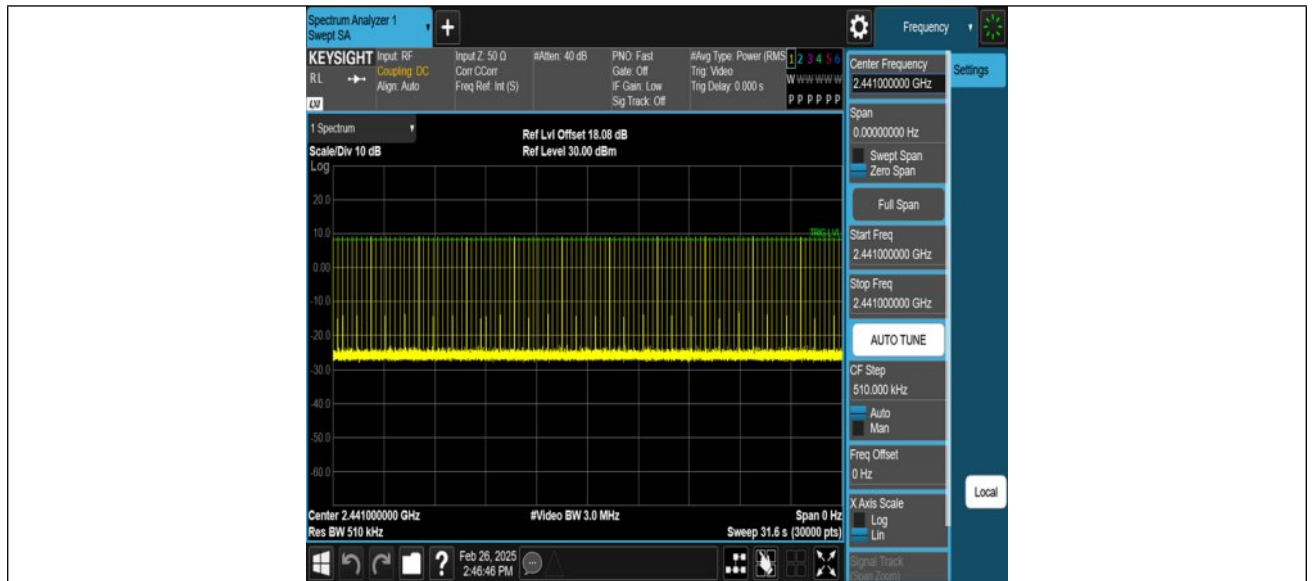 Spectrum Analyzer 1
Swept SA
+
Frequency
KEYSIGHT
RL
LXI
Input: RF
Coupling: DC
Align: Auto
Input Z: 50 Ω
Corr CCorr
Freq Ref: Int (S)
#Atten: 40 dB
PNO: Fast
Gate: Off
IF Gain: Low
Sig Track: Off
#Avg Type: Power (RMS
Trig: Video
Trig Delay: 0.000 s
1 2 3 4 5 6
W W W W W W
P P P P P P
1 Spectrum
Scale/Div 10 dB
Log
Ref Lvl Offset 18.08 dB
Ref Level 30.00 dBm
20.0
10.0
TRIG LVL
0.00
-10.0
-20.0
-30.0
-40.0
-50.0
-60.0
Center 2.441000000 GHz
Res BW 510 kHz
#Video BW 3.0 MHz
Span 0 Hz
Sweep 31.6 s (30000 pts)
?
Feb 26, 2025
2:46:46 PM
Center Frequency
2.441000000 GHz
Span
0.00000000 Hz
Swept Span
Zero Span
Full Span
Start Freq
2.441000000 GHz
Stop Freq
2.441000000 GHz
AUTO TUNE
CF Step
510.000 kHz
Auto
Man
Freq Offset
0 Hz
X Axis Scale
Log
Lin
Signal Track
(Span Zoom)
Settings
Local